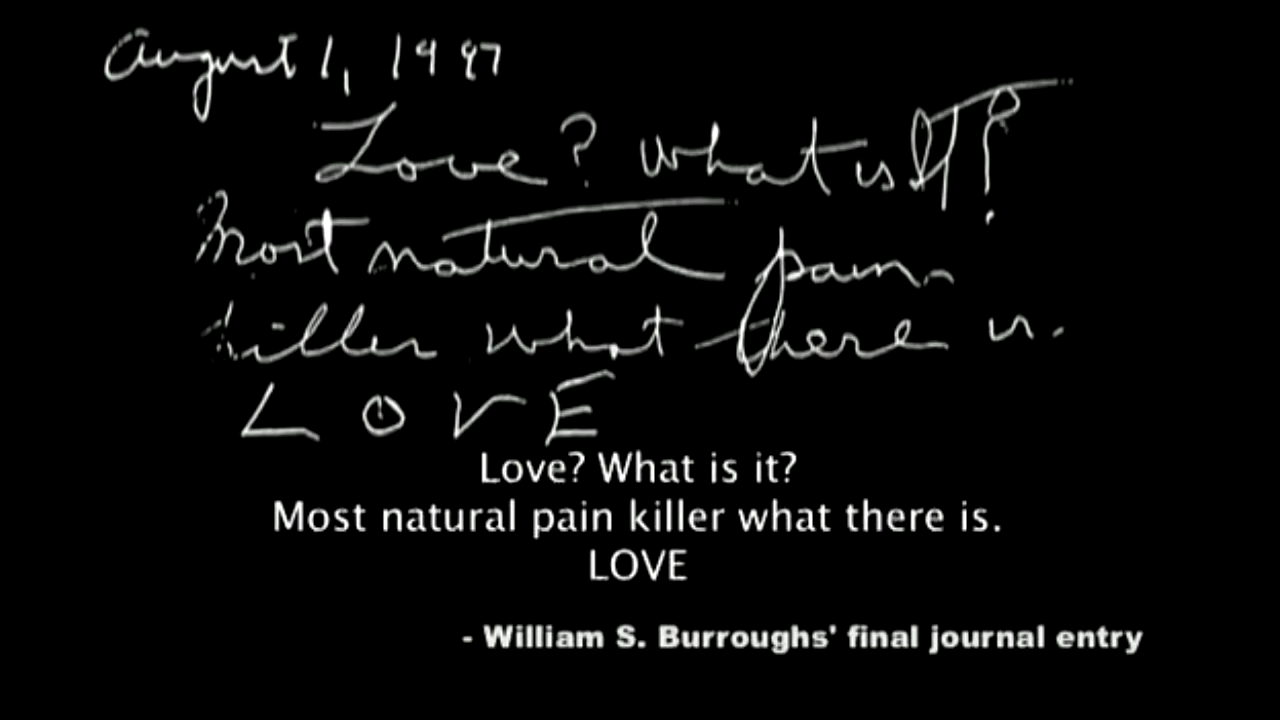 August 1, 1997
Love? What is It?
Most natural pain
killer what there is.
LOVE
Love? What is it?
Most natural pain killer what there is.
LOVE
- William S. Burroughs' final journal entry